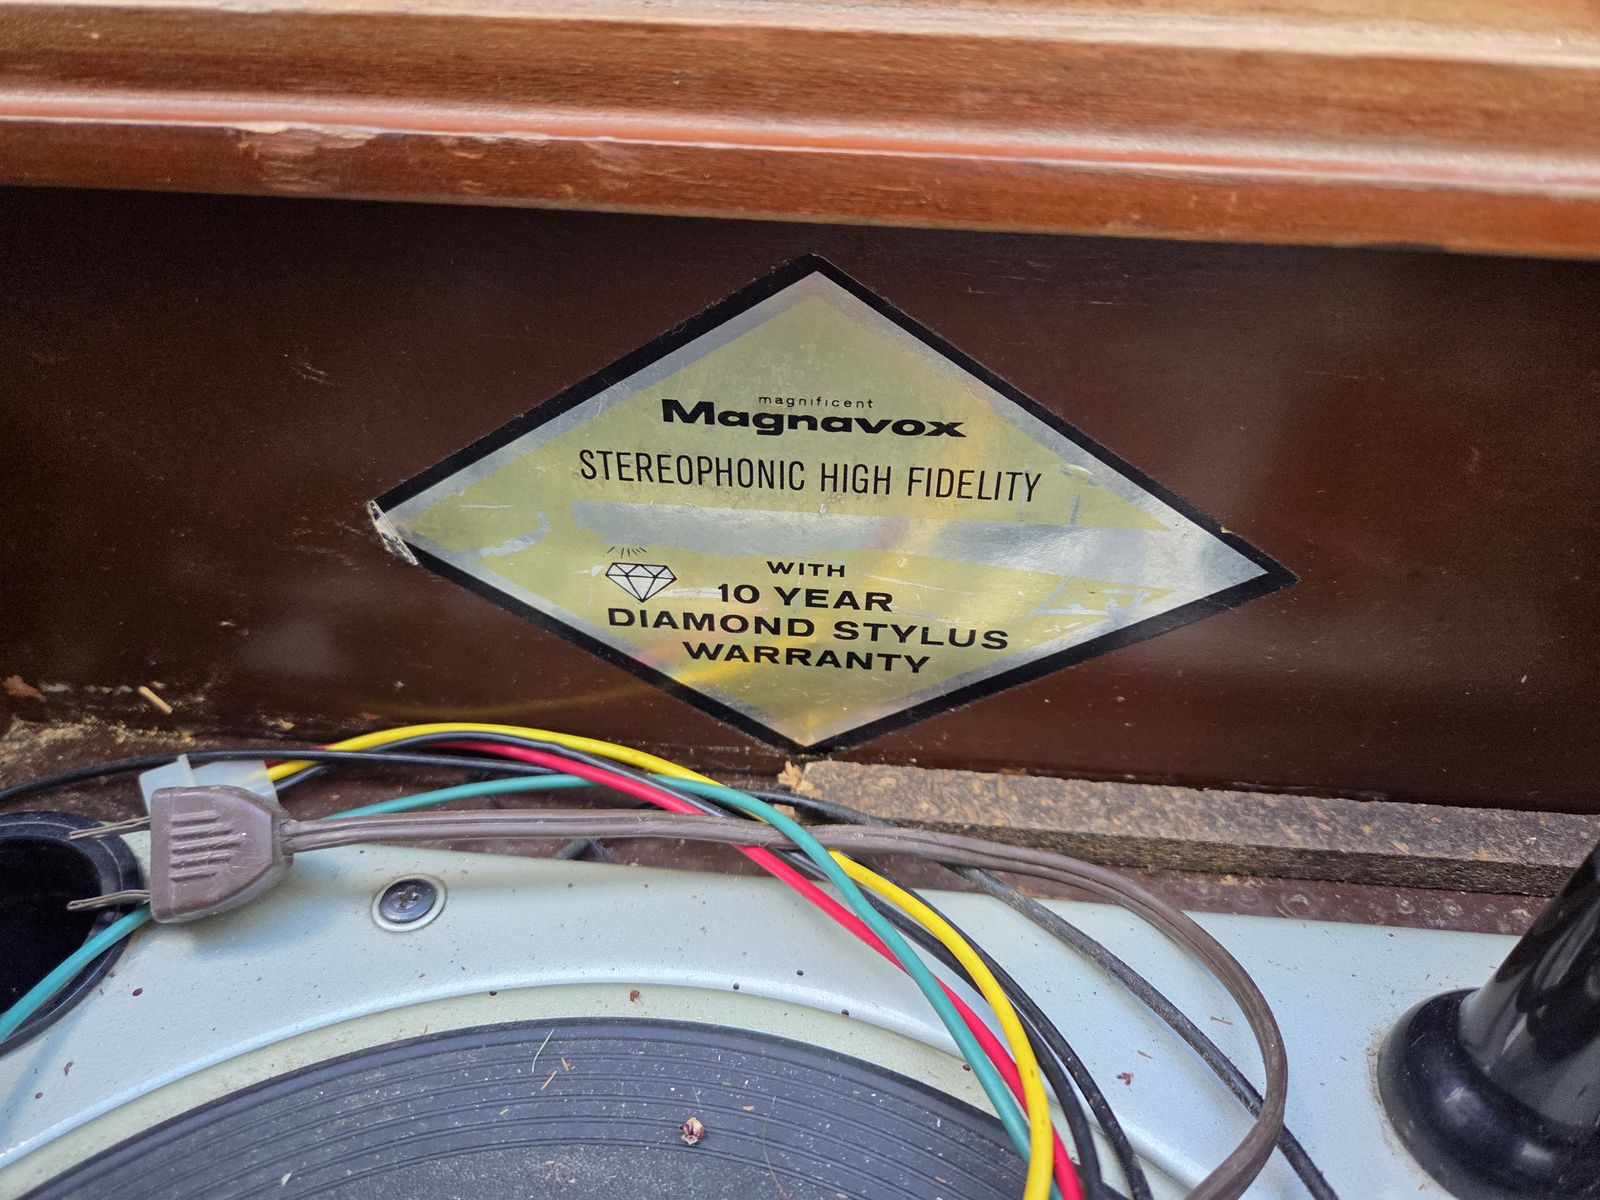 magnificent
Magnavox
STEREOPHONIC HIGH FIDELITY
WITH
10 YEAR
DIAMOND STYLUS
WARRANTY